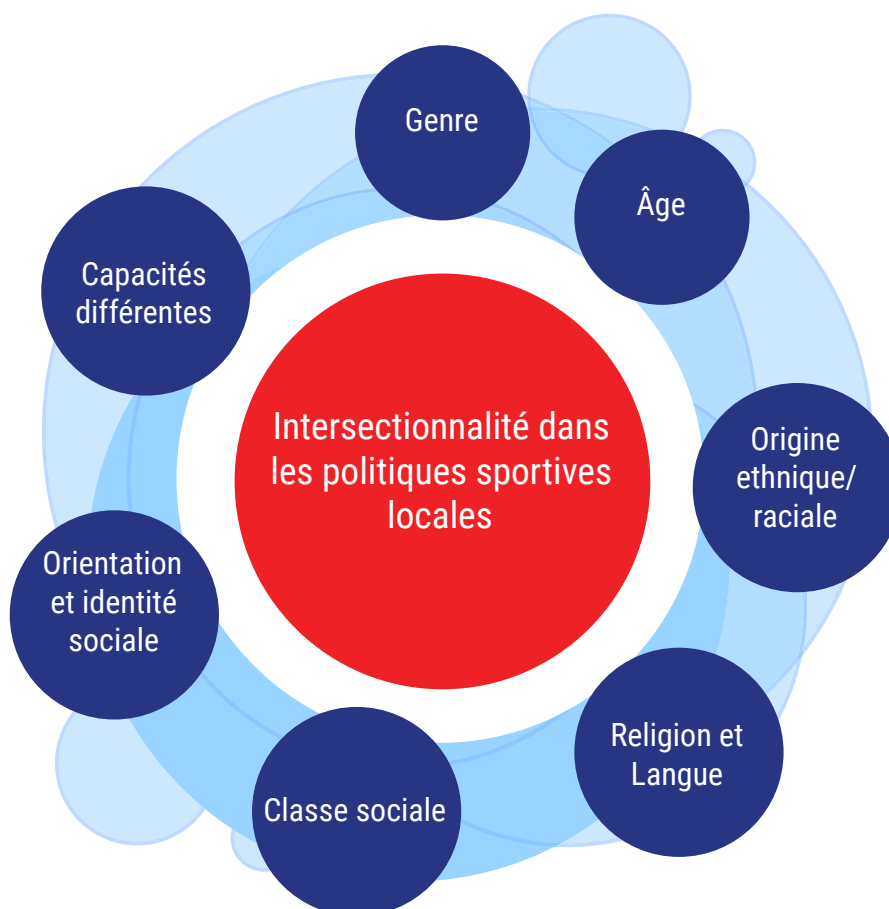 Genre
Âge
Capacités
différentes
Intersectionnalité dans
les politiques sportives
locales
Origine
ethnique/
raciale
Orientation
et identité
sociale
Religion et
Langue
Classe sociale